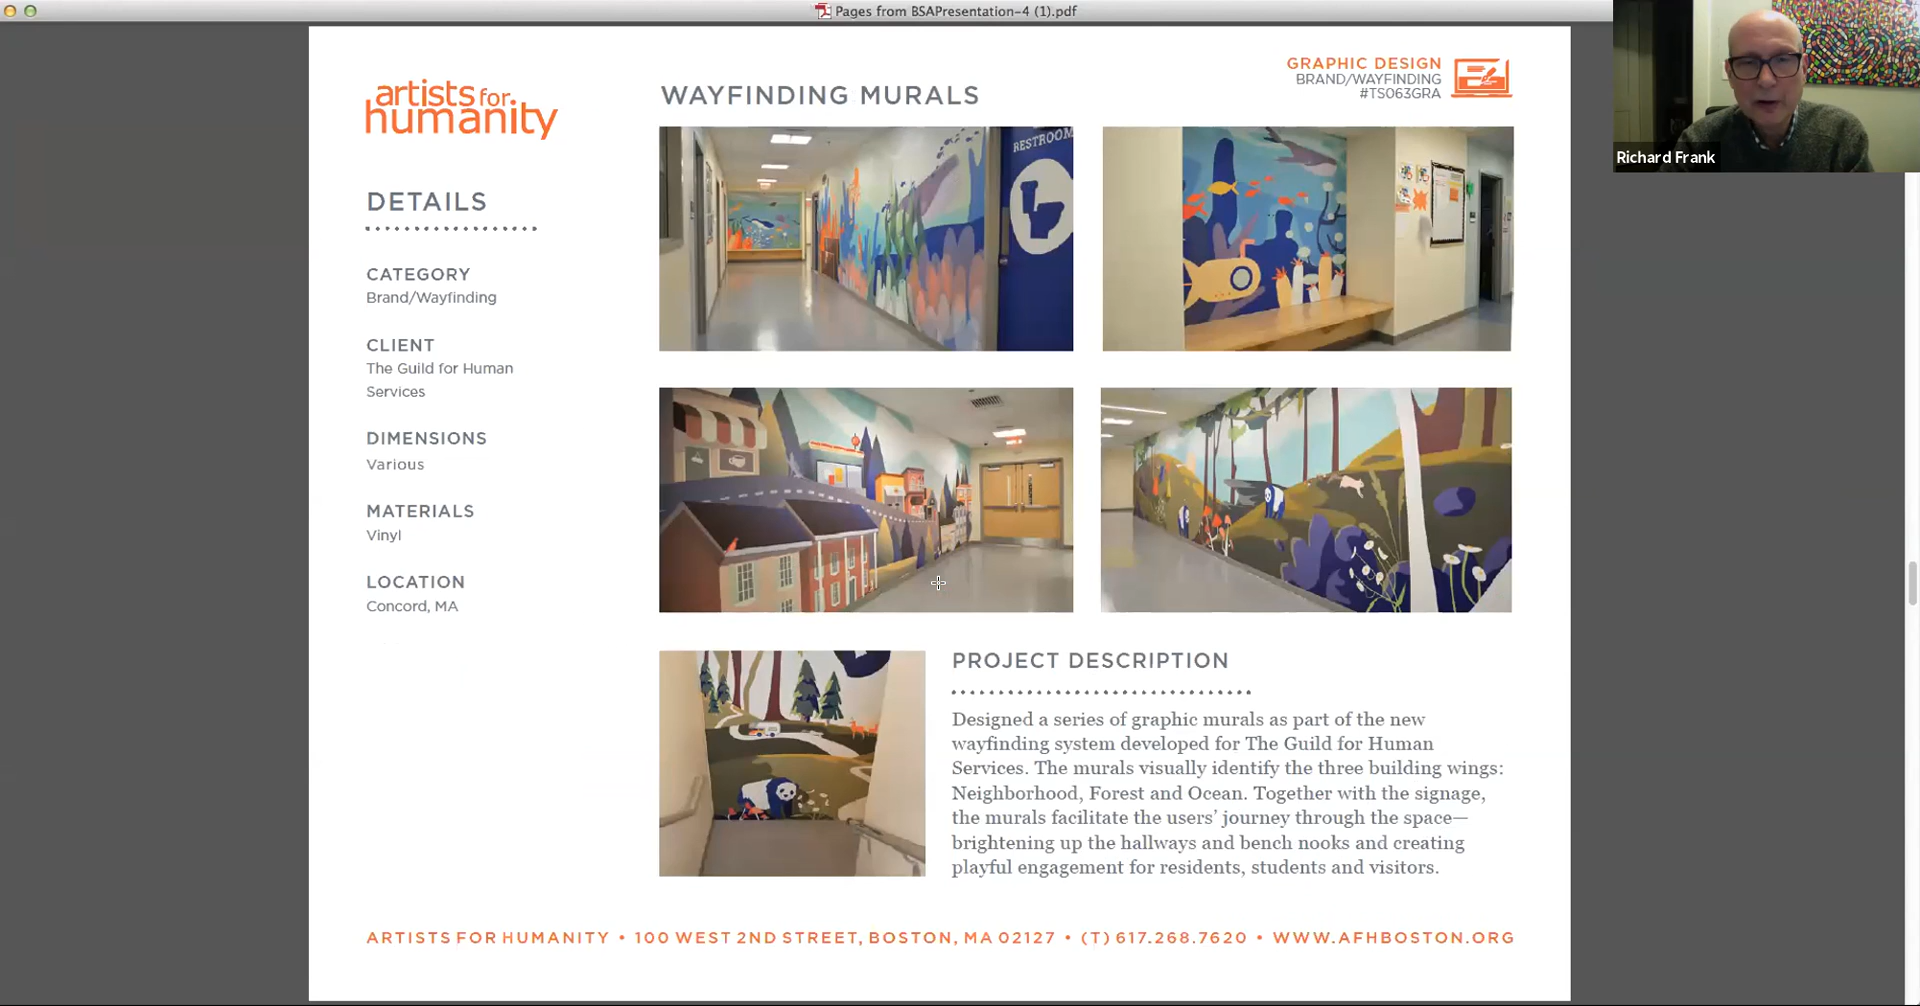 Pages from BSAPresentation-4 (1).pdf
artists for
humanity
WAYFINDING MURALS
GRAPHIC DESIGN
BRAND/WAYFINDING
#TS063GRA
Richard Frank
RESTROOM
DETAILS
CATEGORY
Brand/Wayfinding
CLIENT
The Guild for Human
Services
DIMENSIONS
Various
MATERIALS
Vinyl
LOCATION
Concord, MA
PROJECT DESCRIPTION
Designed a series of graphic murals as part of the new
wayfinding system developed for The Guild for Human
Services. The murals visually identify the three building wings:
Neighborhood, Forest and Ocean. Together with the signage,
the murals facilitate the users' journey through the space—
brightening up the hallways and bench nooks and creating
playful engagement for residents, students and visitors.
ARTISTS FOR HUMANITY • 100 WEST 2ND STREET, BOSTON, MA 02127 • (T) 617.268.7620 • WWW.AFHBOSTON.ORG